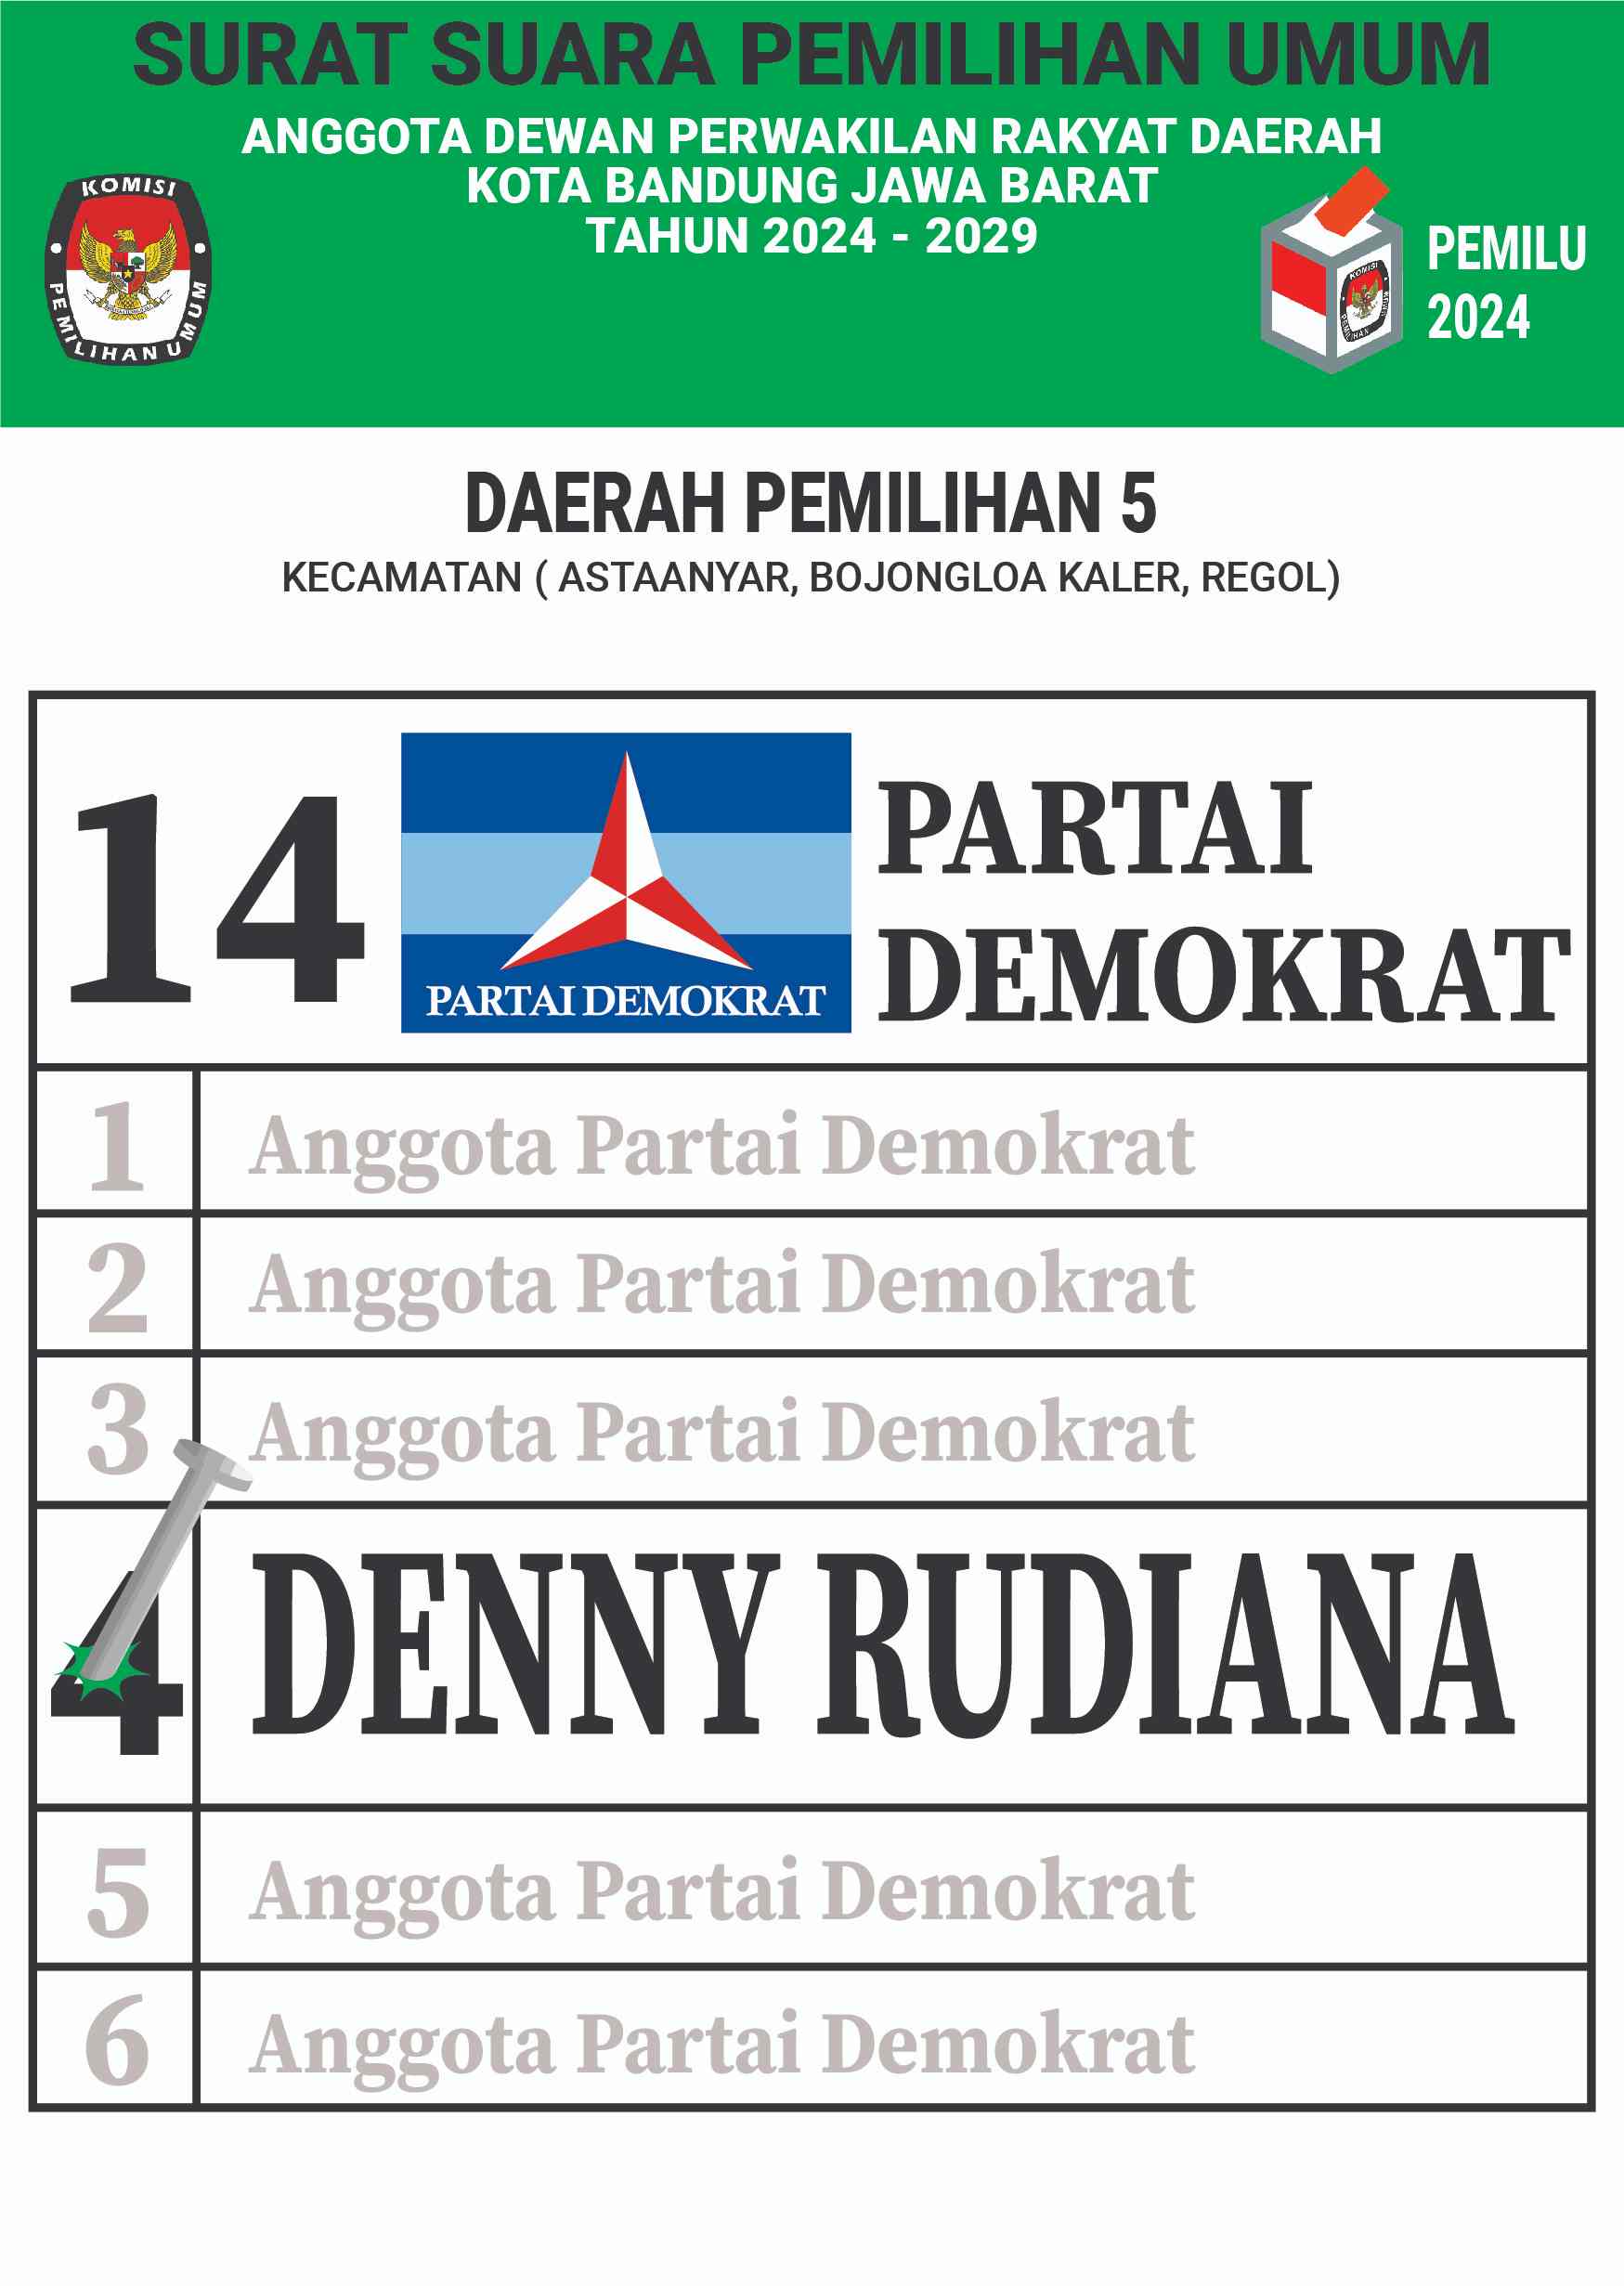 SURAT SUARA PEMILIHAN UMUM
ANGGOTA DEWAN PERWAKILAN RAKYAT DAERAH
KOTA BANDUNG JAWA BARAT
TAHUN 2024 - 2029
KOMISI
PEMILIHAN UMUM
KOMISI
PEMILIHAN UMUM
PEMILU
2024
DAERAH PEMILIHAN 5
KECAMATAN ( ASTAANYAR, BOJONGLOA KALER, REGOL)
14
PARTAI DEMOKRAT
PARTAI
DEMOKRAT
1 Anggota Partai Demokrat
2 Anggota Partai Demokrat
3 Anggota Partai Demokrat
4 DENNY RUDIANA
5 Anggota Partai Demokrat
6 Anggota Partai Demokrat